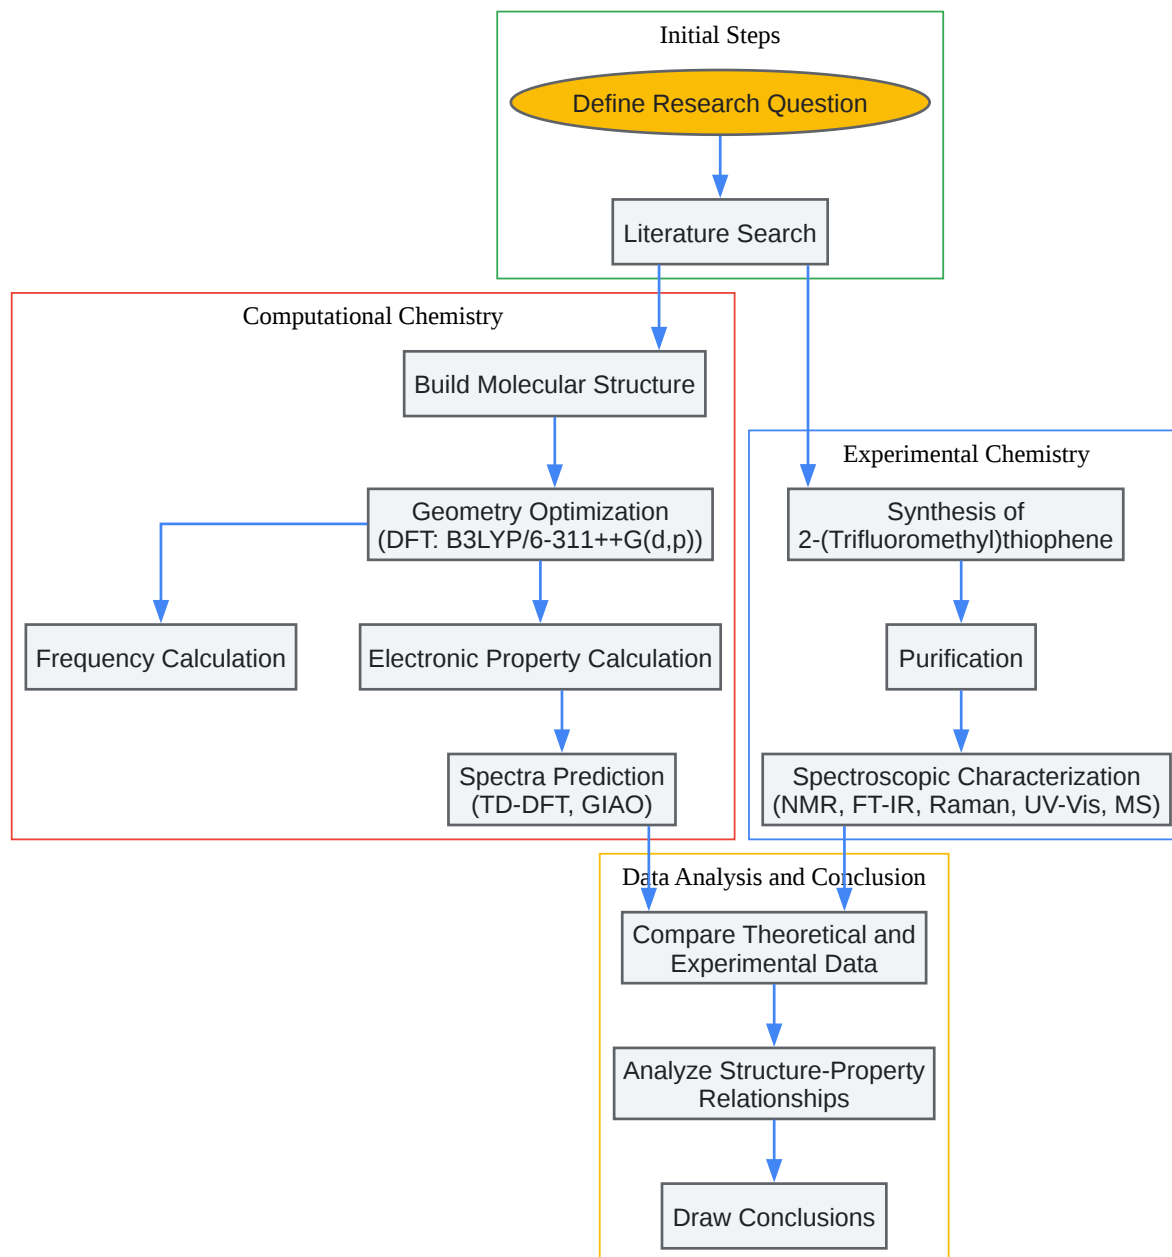 Initial Steps
Define Research Question
Literature Search
Computational Chemistry
Build Molecular Structure
Geometry Optimization
(DFT: B3LYP/6-311++G(d,p))
Frequency Calculation
Electronic Property Calculation
Spectra Prediction
(TD-DFT, GIAO)
Experimental Chemistry
Synthesis of
2-(Trifluoromethyl)thiophene
Purification
Spectroscopic Characterization
(NMR, FT-IR, Raman, UV-Vis, MS)
Data Analysis and Conclusion
Compare Theoretical and
Experimental Data
Analyze Structure-Property
Relationships
Draw Conclusions